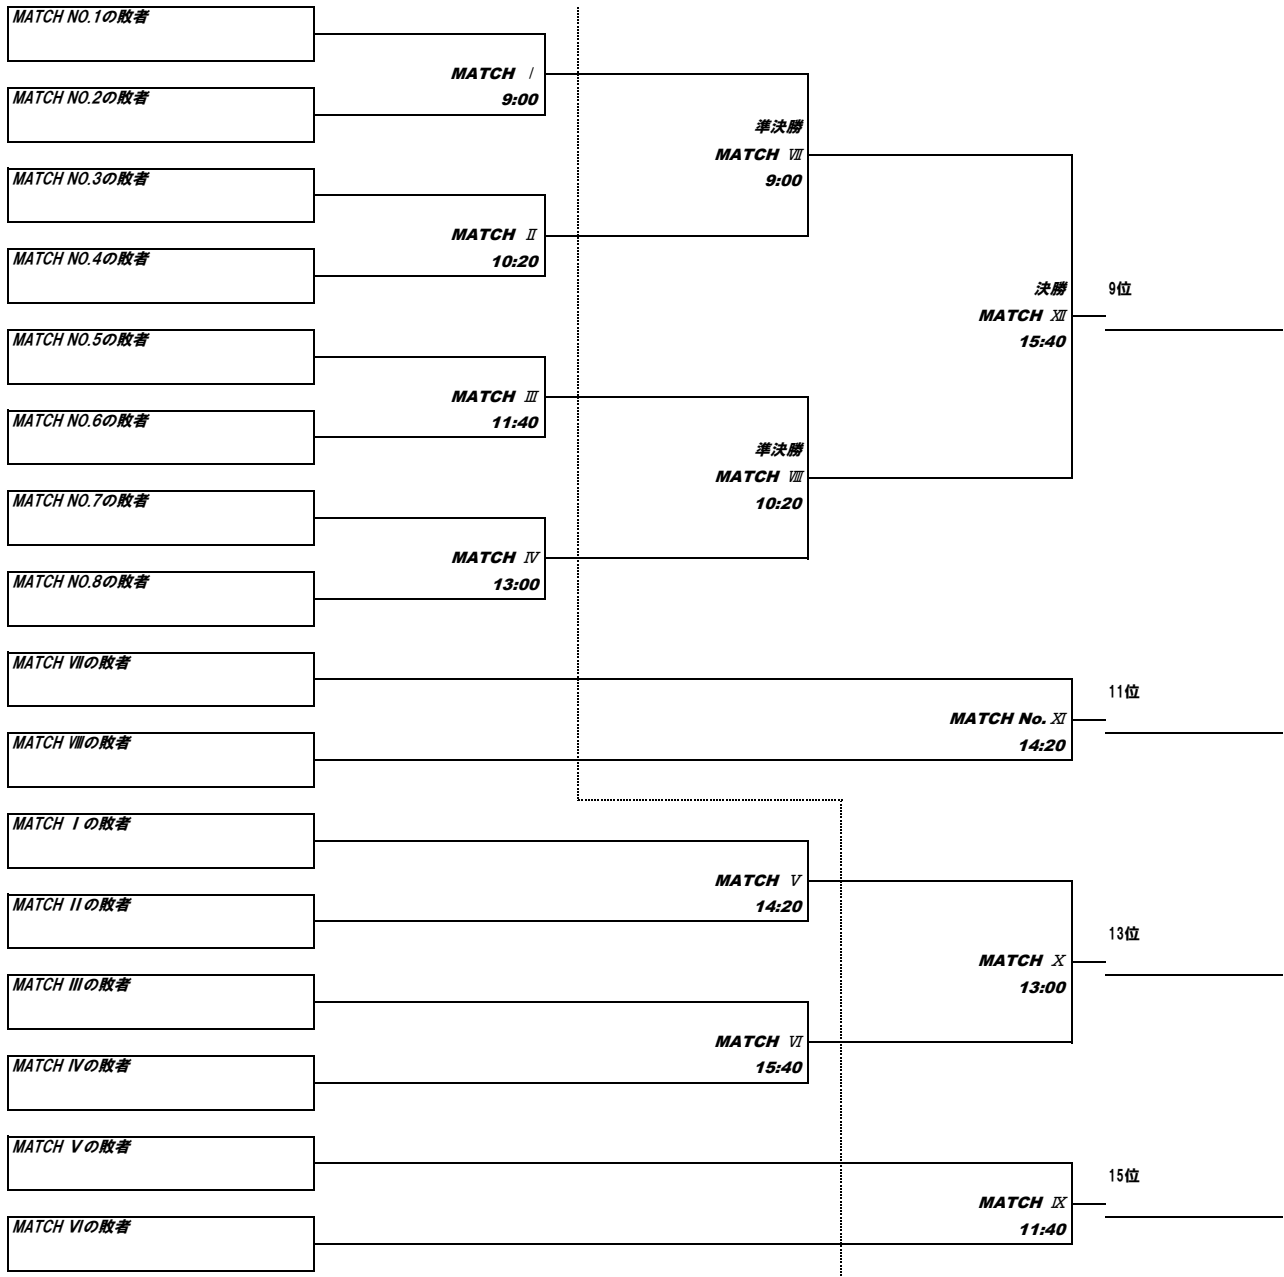 MATCH NO.1の敗者
MATCH Ⅰ
9:00
MATCH NO.2の敗者
準決勝
MATCH Ⅶ
9:00
MATCH NO.3の敗者
MATCH Ⅱ
10:20
MATCH NO.4の敗者
決勝
MATCH Ⅻ
15:40
9位
MATCH NO.5の敗者
MATCH Ⅲ
11:40
MATCH NO.6の敗者
準決勝
MATCH Ⅷ
10:20
MATCH NO.7の敗者
MATCH Ⅳ
13:00
MATCH NO.8の敗者
MATCH Ⅶの敗者
11位
MATCH No. Ⅺ
14:20
MATCH Ⅷの敗者
MATCH Ⅰの敗者
MATCH Ⅴ
14:20
MATCH Ⅱの敗者
13位
MATCH Ⅹ
13:00
MATCH Ⅲの敗者
MATCH Ⅵ
15:40
MATCH Ⅳの敗者
MATCH Ⅴの敗者
15位
MATCH Ⅸ
11:40
MATCH Ⅵの敗者